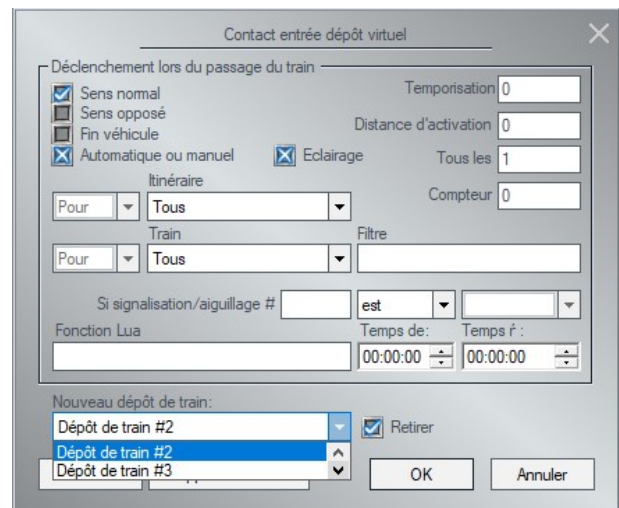 Contact entrée dépôt virtuel
Déclenchement lors du passage du train
Sens normal
Temporisation 0
Sens opposé
Fin véhicule
Distance d'activation 0
Automatique ou manuel
Eclairage
Tous les 1
Itinéraire
Compteur 0
Pour
Tous
Train
Filtre
Pour
Tous
Si signalisation/aiguillage #
est
Fonction Lua
Temps de:
Temps ŕ :
00:00:00
00:00:00
Nouveau dépôt de train:
Dépôt de train #2
Retirer
Dépôt de train #2
Dépôt de train #3
OK
Annuler